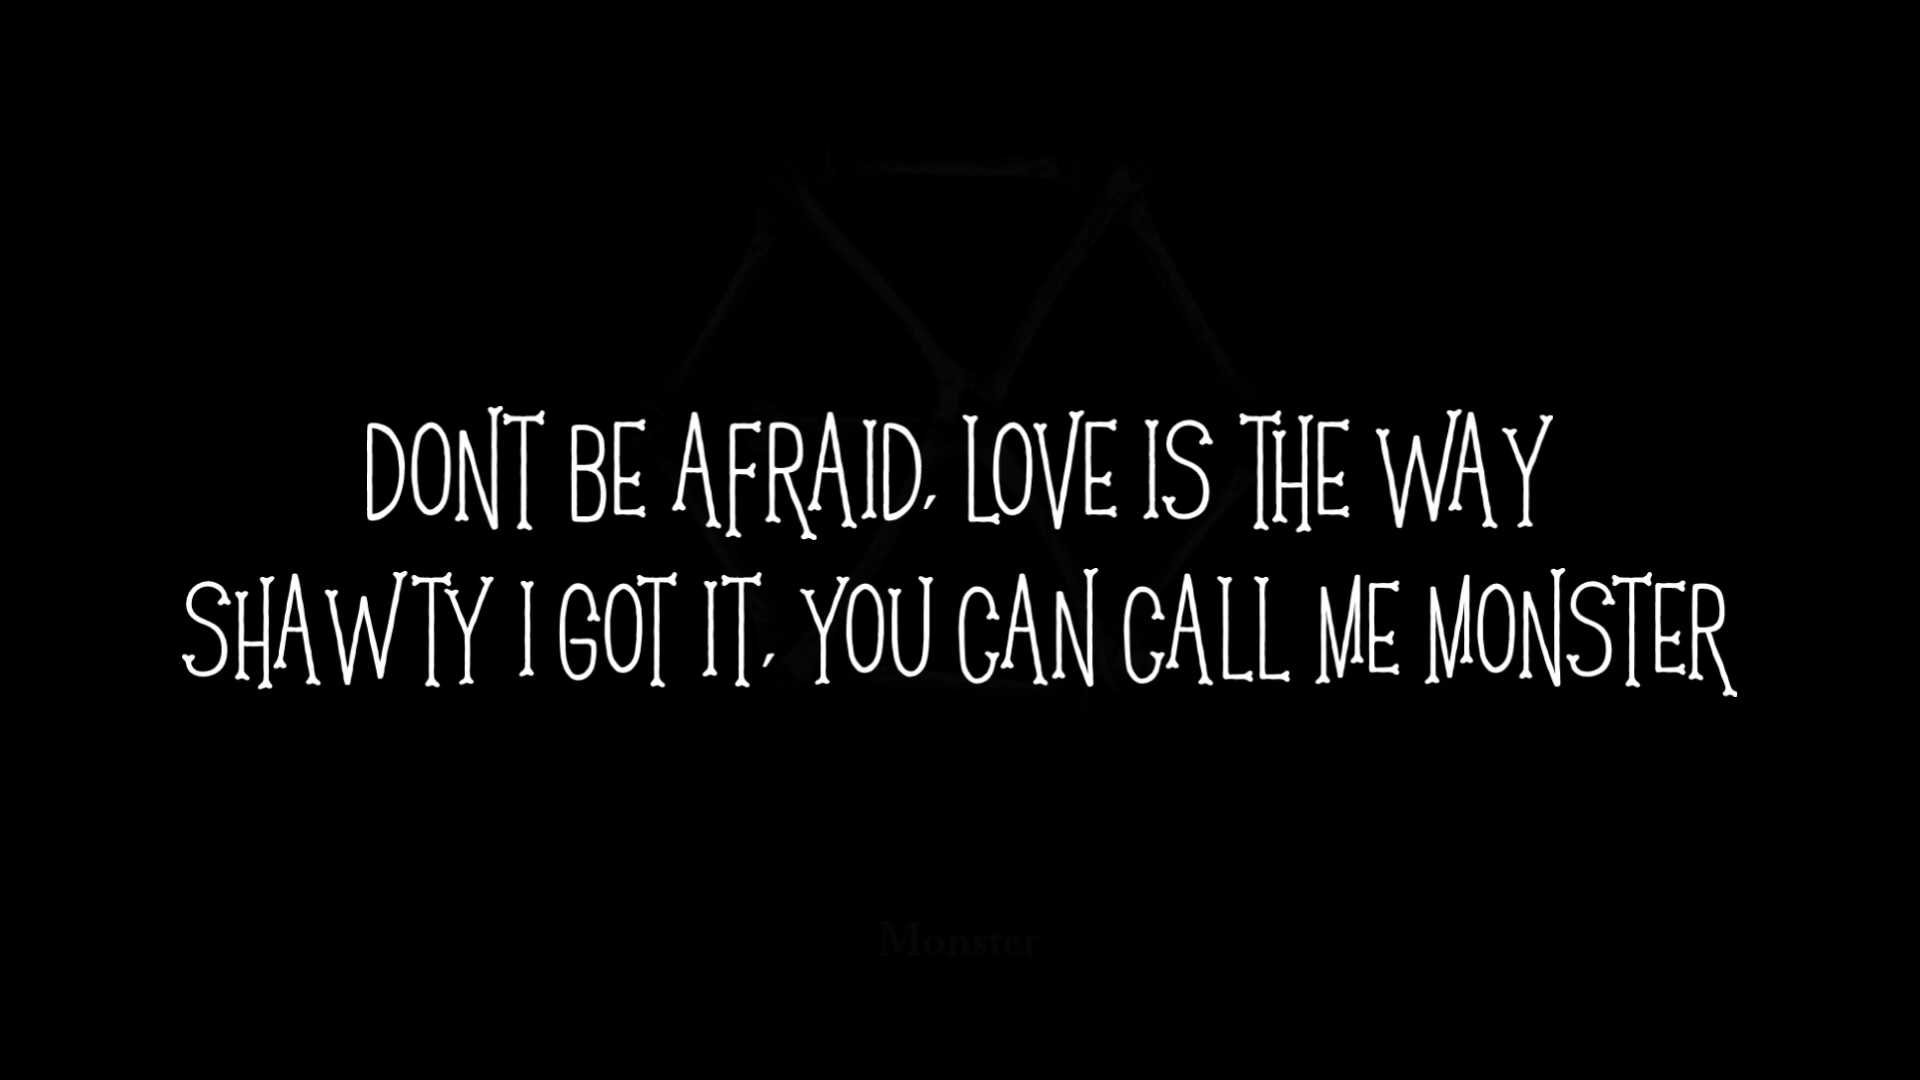 DONT BE AFRAID, LOVE IS THE WAY
SHAWTY I GOT IT, YOU CAN CALL ME MONSTER
Monster